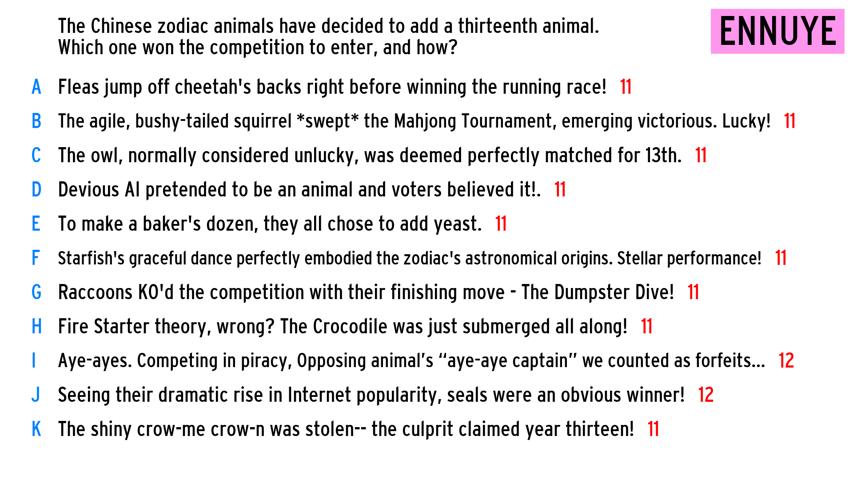 The Chinese zodiac animals have decided to add a thirteenth animal.
Which one won the competition to enter, and how?
ENNUYE
A Fleas jump off cheetah's backs right before winning the running race! 11
B The agile, bushy-tailed squirrel *swept* the Mahjong Tournament, emerging victorious. Lucky! 11
C The owl, normally considered unlucky, was deemed perfectly matched for 13th. 11
D Devious AI pretended to be an animal and voters believed it!. 11
E To make a baker's dozen, they all chose to add yeast. 11
F Starfish's graceful dance perfectly embodied the zodiac's astronomical origins. Stellar performance! 11
G Raccoons KO'd the competition with their finishing move - The Dumpster Dive! 11
H Fire Starter theory, wrong? The Crocodile was just submerged all along! 11
I Aye-ayes. Competing in piracy, Opposing animal’s “aye-aye captain” we counted as forfeits... 12
J Seeing their dramatic rise in Internet popularity, seals were an obvious winner! 12
K The shiny crow-me crow-n was stolen-- the culprit claimed year thirteen! 11